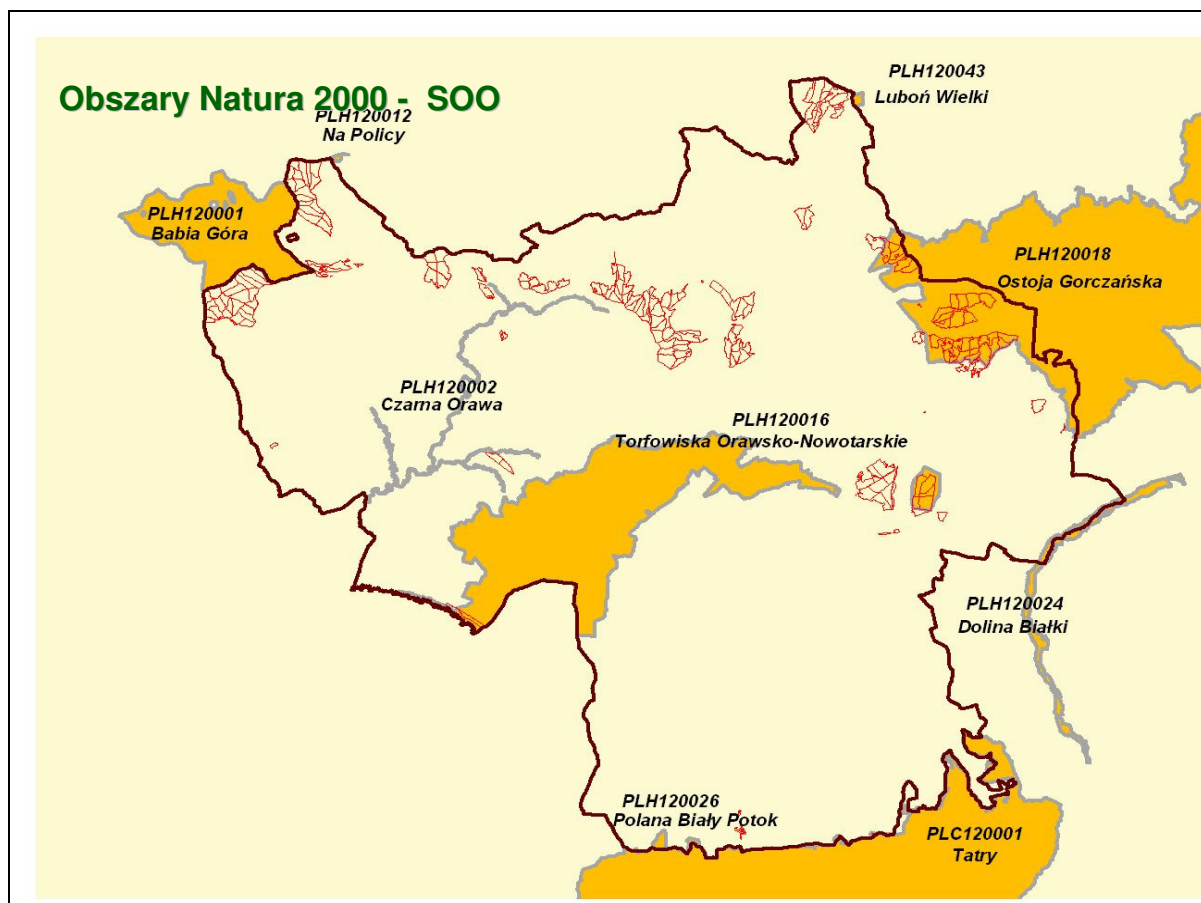 Obszary Natura 2000 - SOO
PLH120043
Luboń Wielki
PLH120012
Na Policy
PLH120001
Babia Góra
PLH120018
Ostoja Gorczańska
PLH120002
Czarna Orawa
PLH120016
Torfowiska Orawsko-Nowotarskie
PLH120024
Dolina Białki
PLH120026
Polana Biały Potok
PLC120001
Tatry